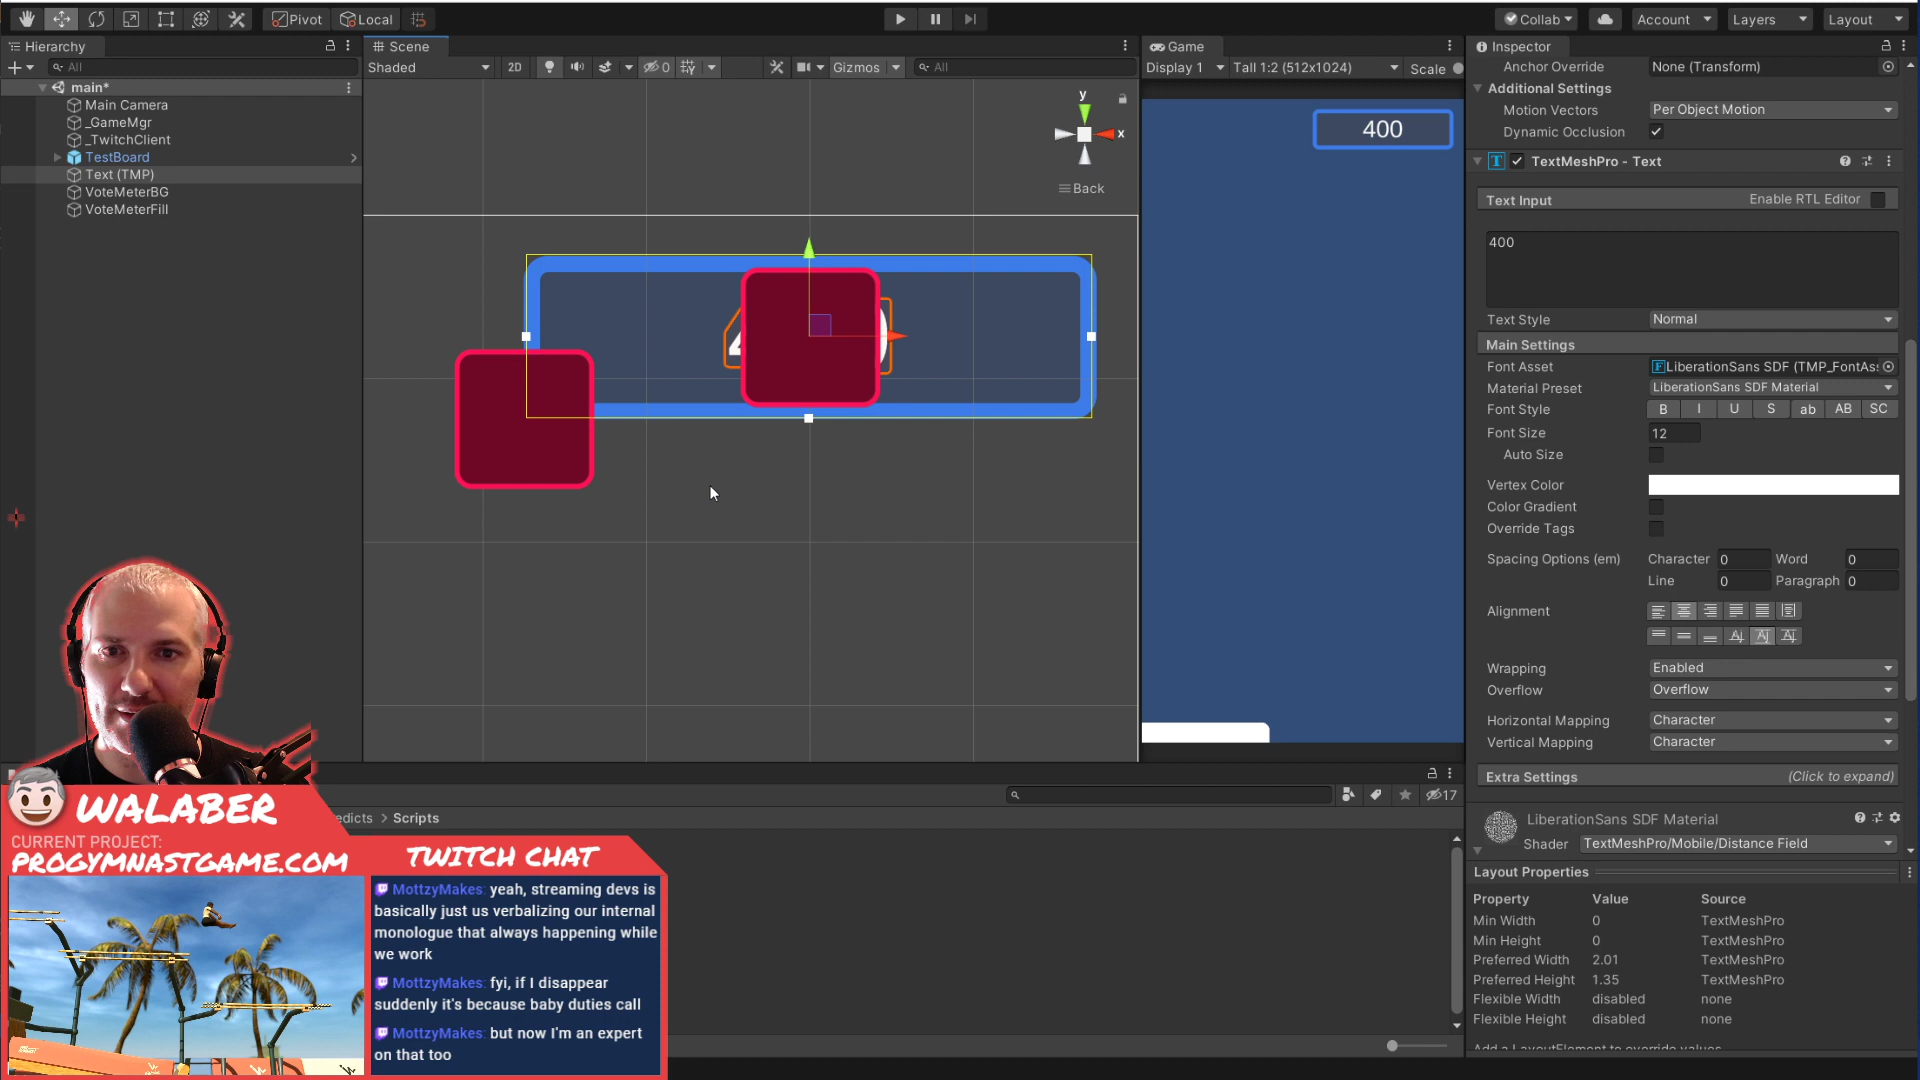 Pivot
Local
Collab
Account
Layers
Layout
Hierarchy
Scene
Game
Inspector
All
Shaded
2D
0
Gizmos
All
Display 1
Tall 1:2 (512x1024)
Scale
main*
Main Camera
_GameMgr
_TwitchClient
TestBoard
Text (TMP)
VoteMeterBG
VoteMeterFill
y
x
Back
400
Anchor Override
None (Transform)
Additional Settings
Motion Vectors
Per Object Motion
Dynamic Occlusion
TextMeshPro - Text
Text Input
Enable RTL Editor
400
Text Style
Normal
Main Settings
Font Asset
LiberationSans SDF (TMP_FontAs
Material Preset
LiberationSans SDF Material
Font Style
B I U S ab AB SC
Font Size
12
Auto Size
Vertex Color
Color Gradient
Override Tags
Spacing Options (em)
Character 0 Word 0
Line 0 Paragraph 0
Alignment
Wrapping
Enabled
Overflow
Overflow
Horizontal Mapping
Character
Vertical Mapping
Character
Extra Settings
(Click to expand)
LiberationSans SDF Material
Shader
TextMeshPro/Mobile/Distance Field
Layout Properties
Property Value Source
Min Width 0 TextMeshPro
Min Height 0 TextMeshPro
Preferred Width 2.01 TextMeshPro
Preferred Height 1.35 TextMeshPro
Flexible Width disabled none
Flexible Height disabled none
Add a LayoutElement to override values
17
edicts > Scripts
WALABER
CURRENT PROJECT:
PROGYMNASTGAME.COM
TWITCH CHAT
MottzyMakes: yeah, streaming devs is
basically just us verbalizing our internal
monologue that always happening while
we work
MottzyMakes: fyi, if I disappear
suddenly it's because baby duties call
MottzyMakes: but now I'm an expert
on that too